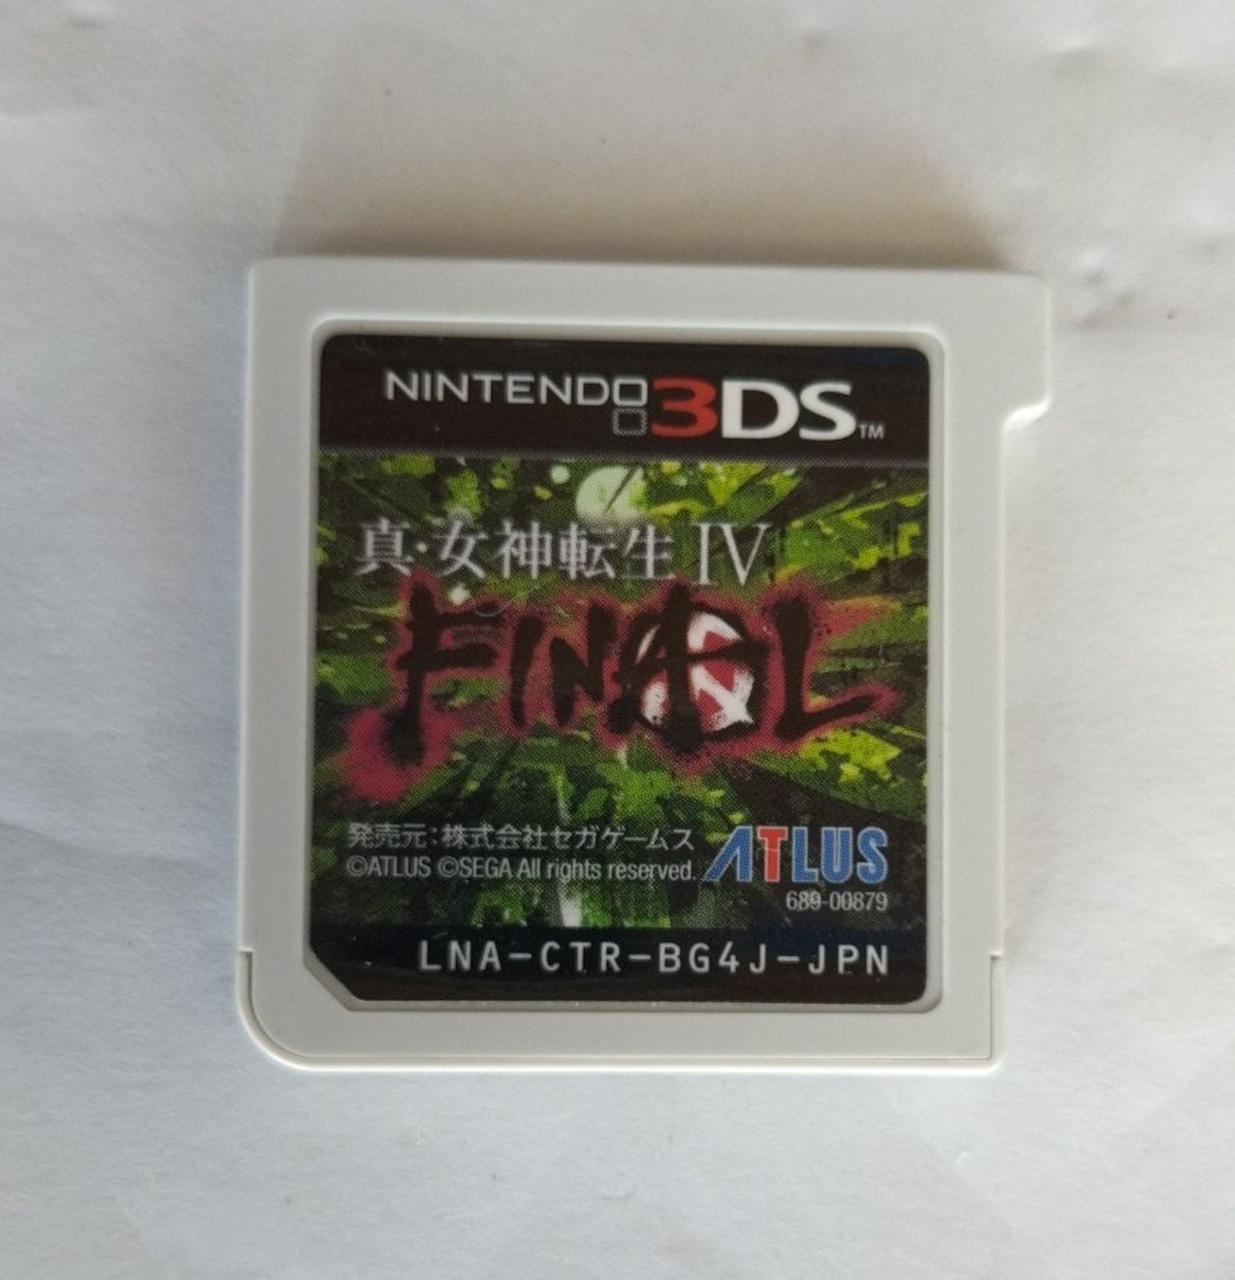 NINTENDO 3DS™
真・女神転生 IV
FINAL
発売元:株式会社セガゲームス
©ATLUS ©SEGA All rights reserved.
ATLUS
689-00879
LNA-CTR-BG4J-JPN